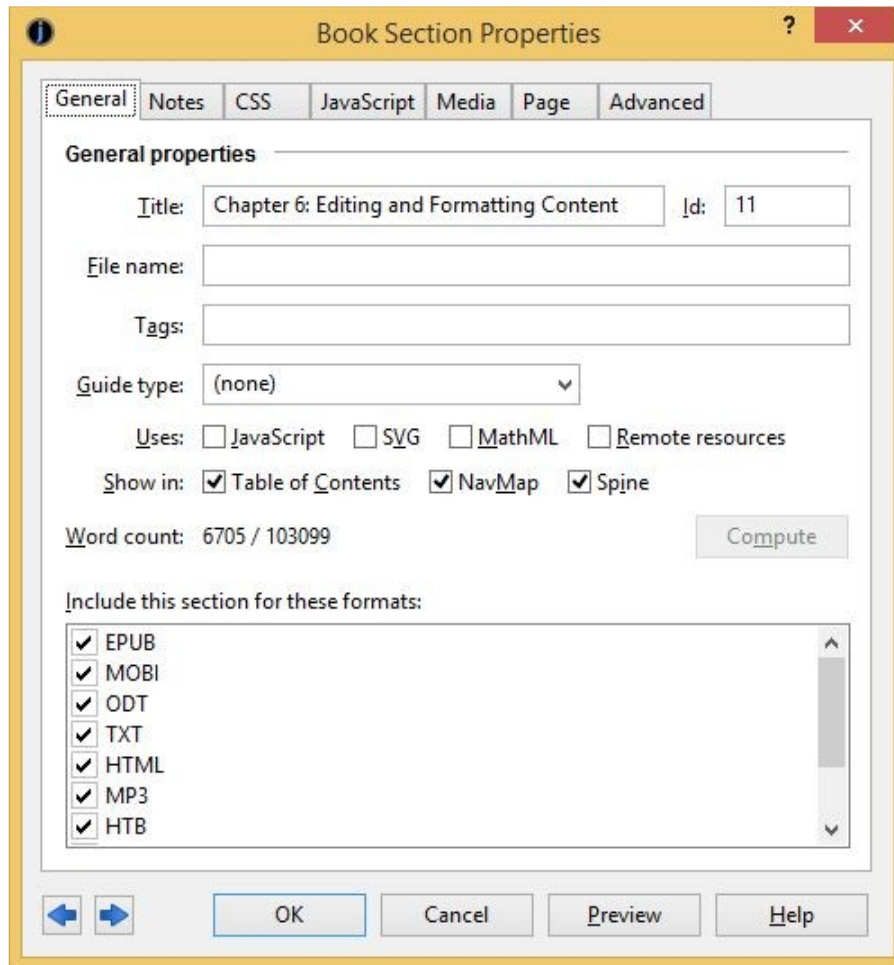 Book Section Properties ?
General Notes CSS JavaScript Media Page Advanced
General properties
Title: Chapter 6: Editing and Formatting Content Id: 11
File name:
Tags:
Guide type: (none)
Uses: JavaScript SVG MathML Remote resources
Show in: Table of Contents NavMap Spine
Word count: 6705 / 103099 Compute
Include this section for these formats:
EPUB
MOBI
ODT
TXT
HTML
MP3
HTB
OK Cancel Preview Help